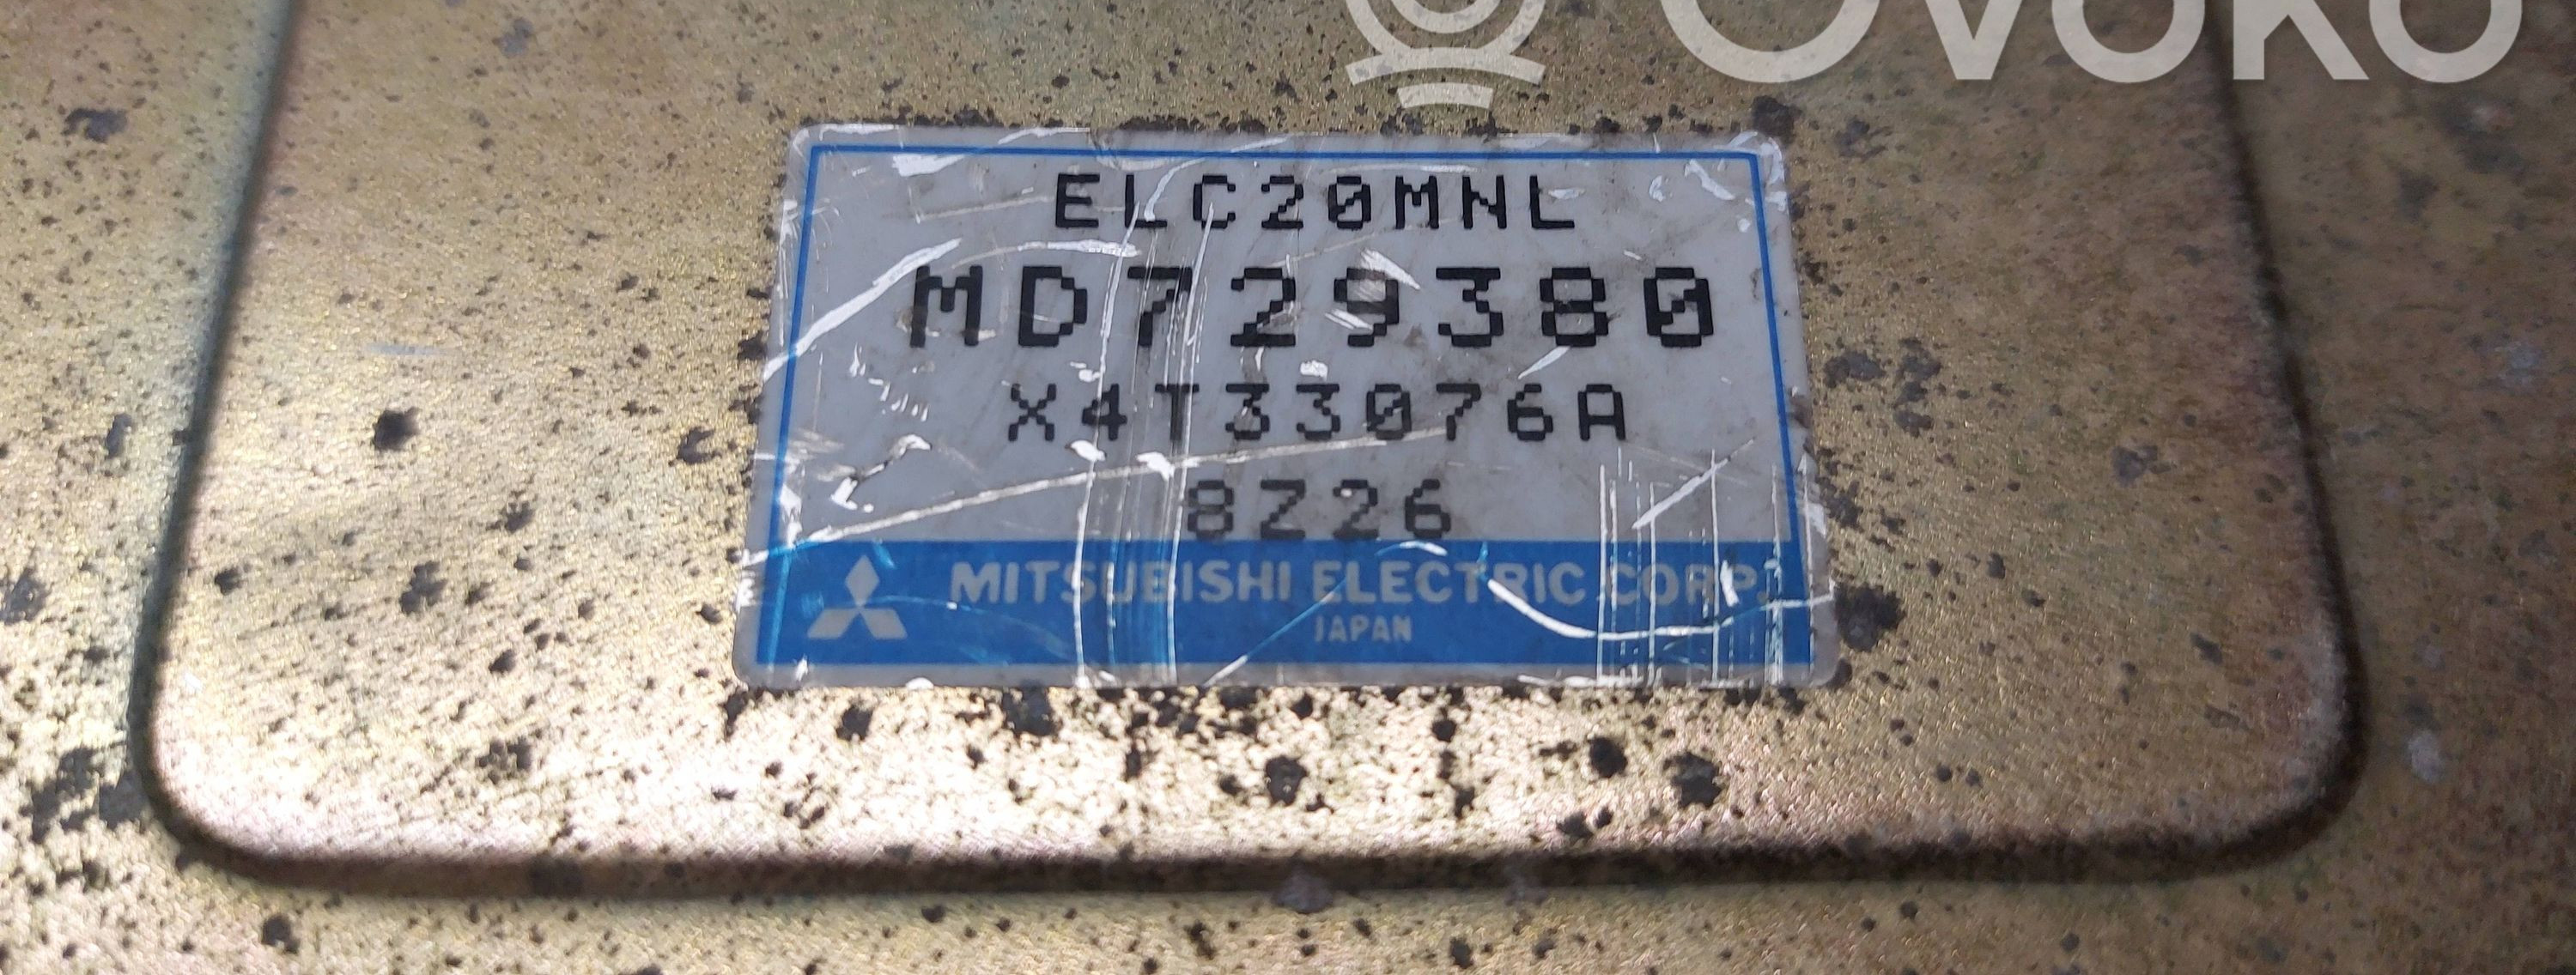 OVOKO
ELC20MNL
MD729380
X4T33076A
8Z26
MITSUBISHI ELECTRIC CORP.
JAPAN